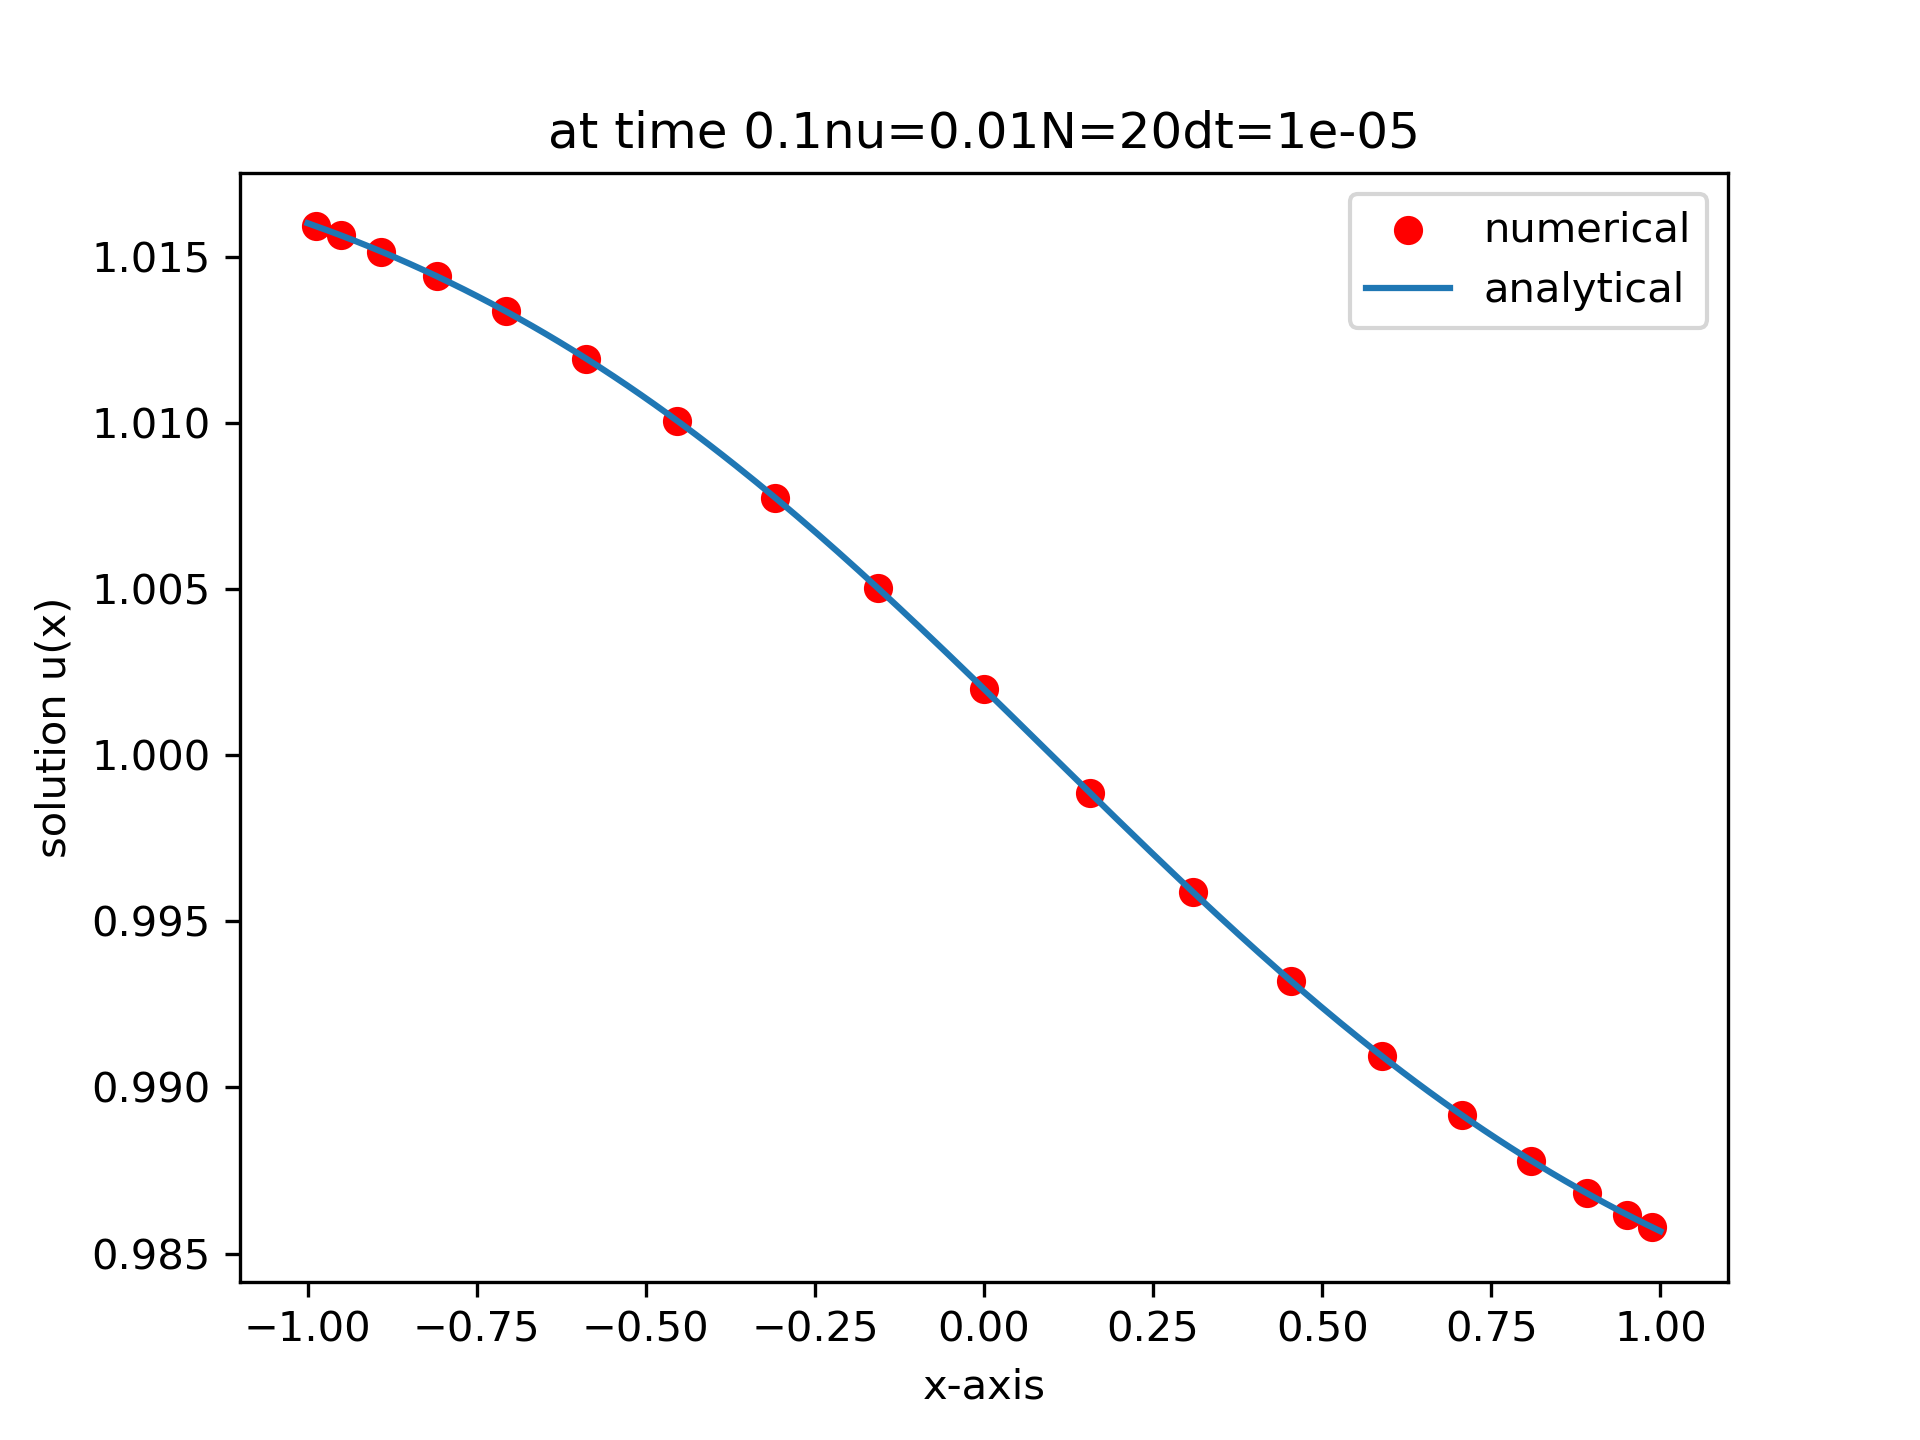 at time 0.1nu=0.01N=20dt=1e-05
numerical
analytical
solution u(x)
1.015
1.010
1.005
1.000
0.995
0.990
0.985
−1.00 −0.75 −0.50 −0.25 0.00 0.25 0.50 0.75 1.00
x-axis